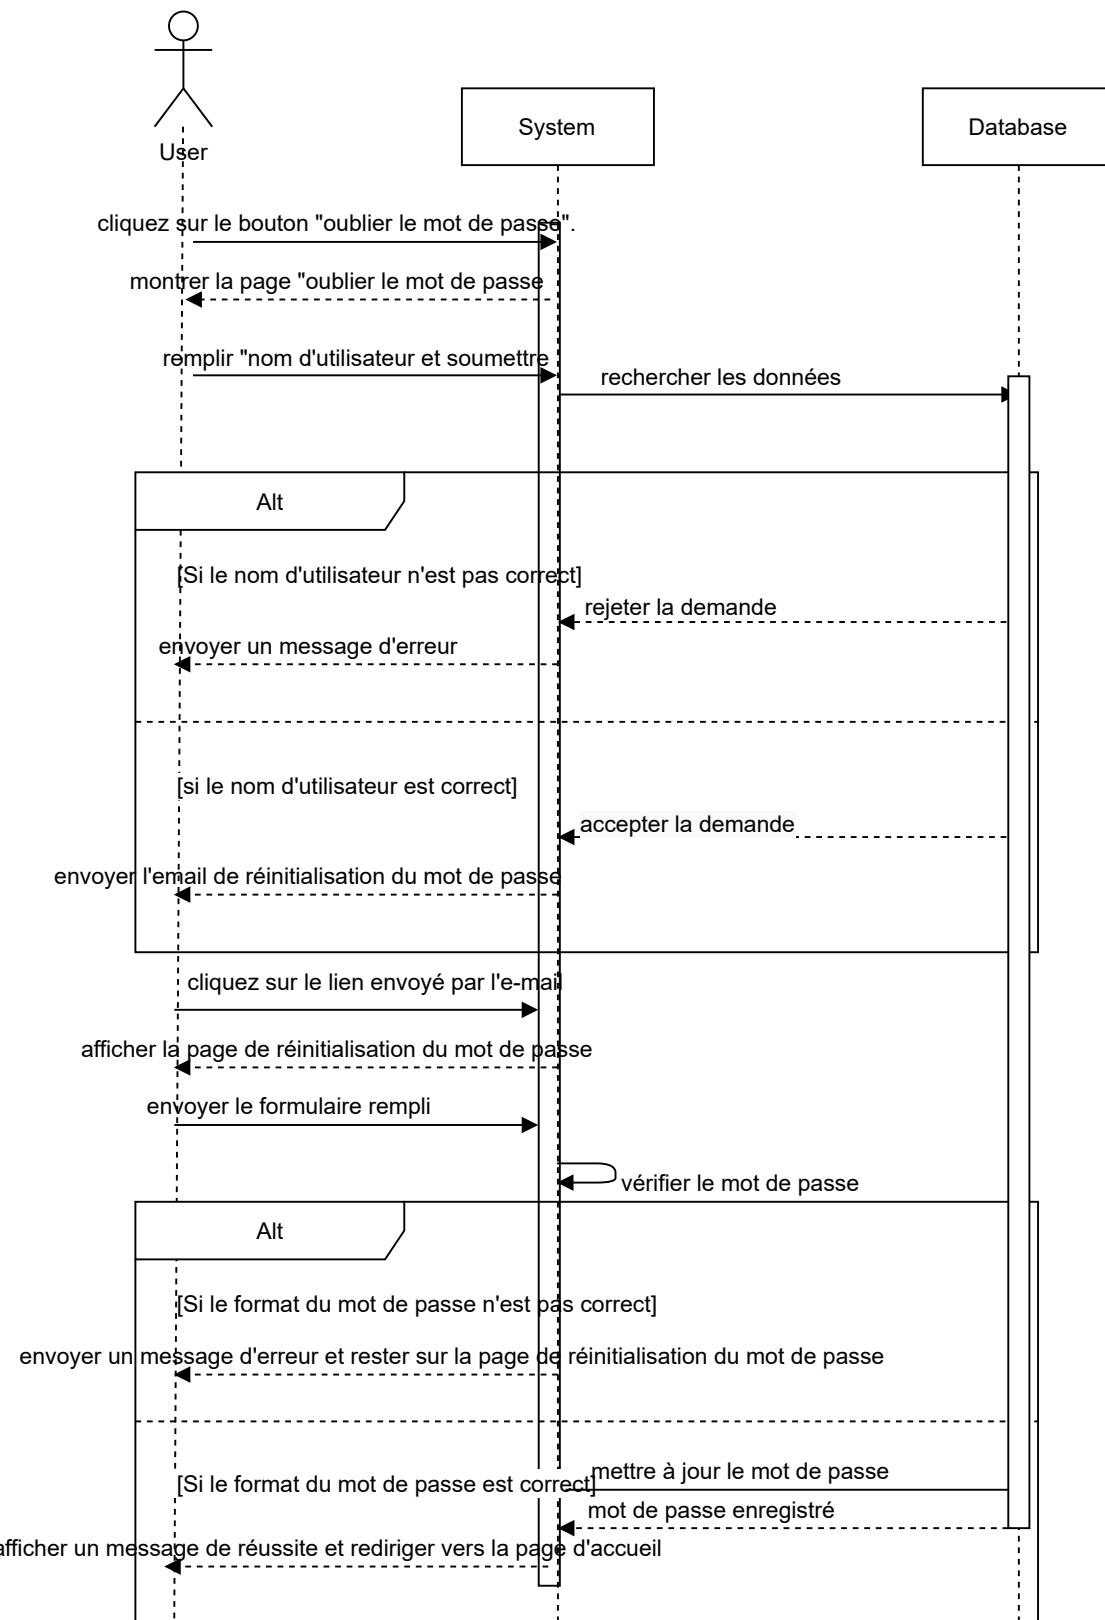 User
System
Database
cliquez sur le bouton "oublier le mot de passe".
montrer la page "oublier le mot de passe
remplir "nom d'utilisateur et soumettre
rechercher les données
Alt
[Si le nom d'utilisateur n'est pas correct]
rejeter la demande
envoyer un message d'erreur
[si le nom d'utilisateur est correct]
accepter la demande
envoyer l'email de réinitialisation du mot de passe
cliquez sur le lien envoyé par l'e-mail
afficher la page de réinitialisation du mot de passe
envoyer le formulaire rempli
vérifier le mot de passe
Alt
[Si le format du mot de passe n'est pas correct]
envoyer un message d'erreur et rester sur la page de réinitialisation du mot de passe
mettre à jour le mot de passe
[Si le format du mot de passe est correct]
mot de passe enregistré
afficher un message de réussite et rediriger vers la page d'accueil